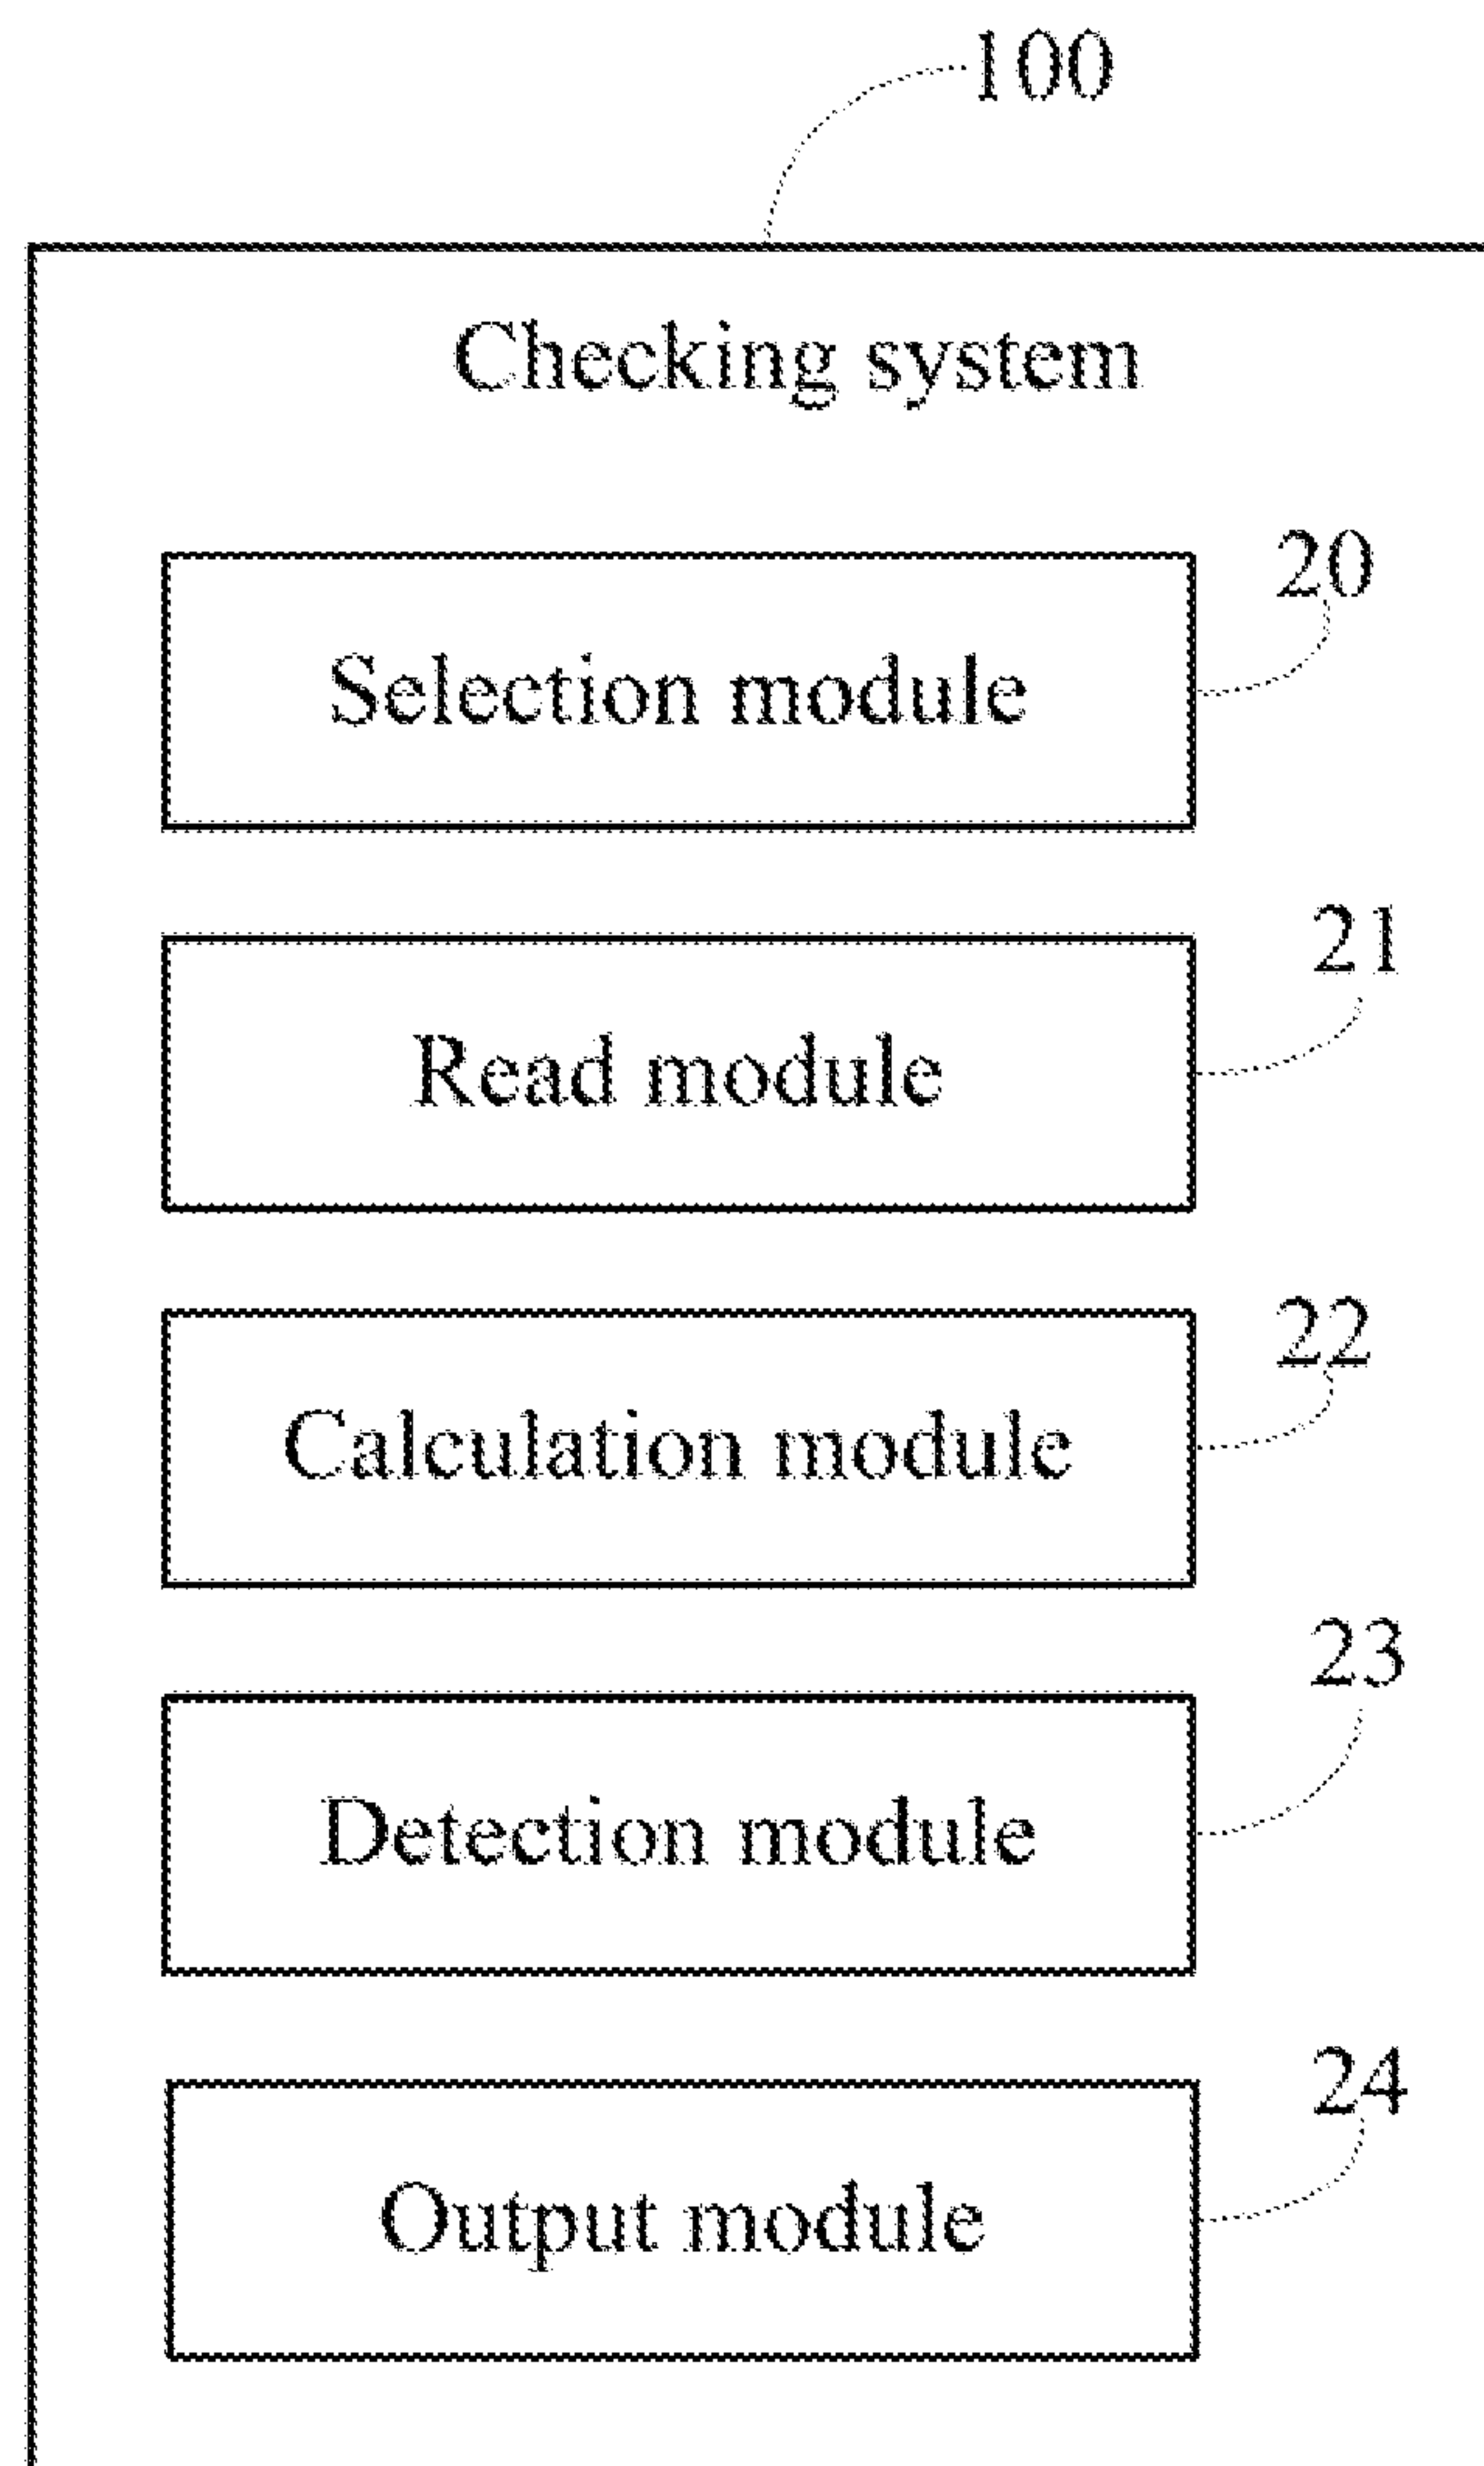 100
Checking system
20
Selection module
21
Read module
22
Calculation module
23
Detection module
24
Output module